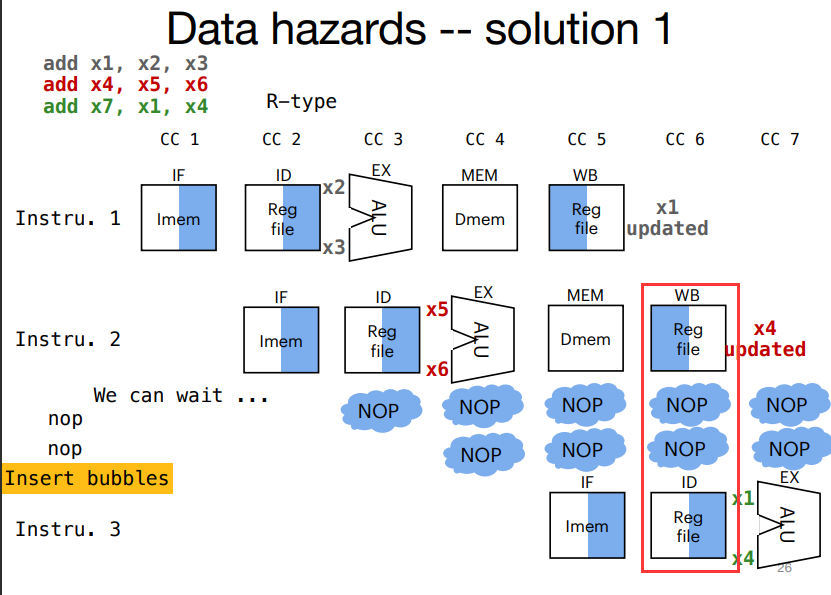 Data hazards -- solution 1
add x1, x2, x3
add x4, x5, x6
add x7, x1, x4
R-type
CC 1 CC 2 CC 3 CC 4 CC 5 CC 6 CC 7
IF ID EX MEM WB
Instru. 1 Imem Reg file x2 x3 ALU Dmem Reg file x1 updated
IF ID EX MEM WB
Instru. 2 Imem Reg file x5 x6 ALU Dmem Reg file x4 updated
We can wait ...
nop NOP NOP NOP NOP NOP
nop NOP NOP NOP NOP
Insert bubbles
IF ID EX
Instru. 3 Imem Reg file x1 x4 ALU
26